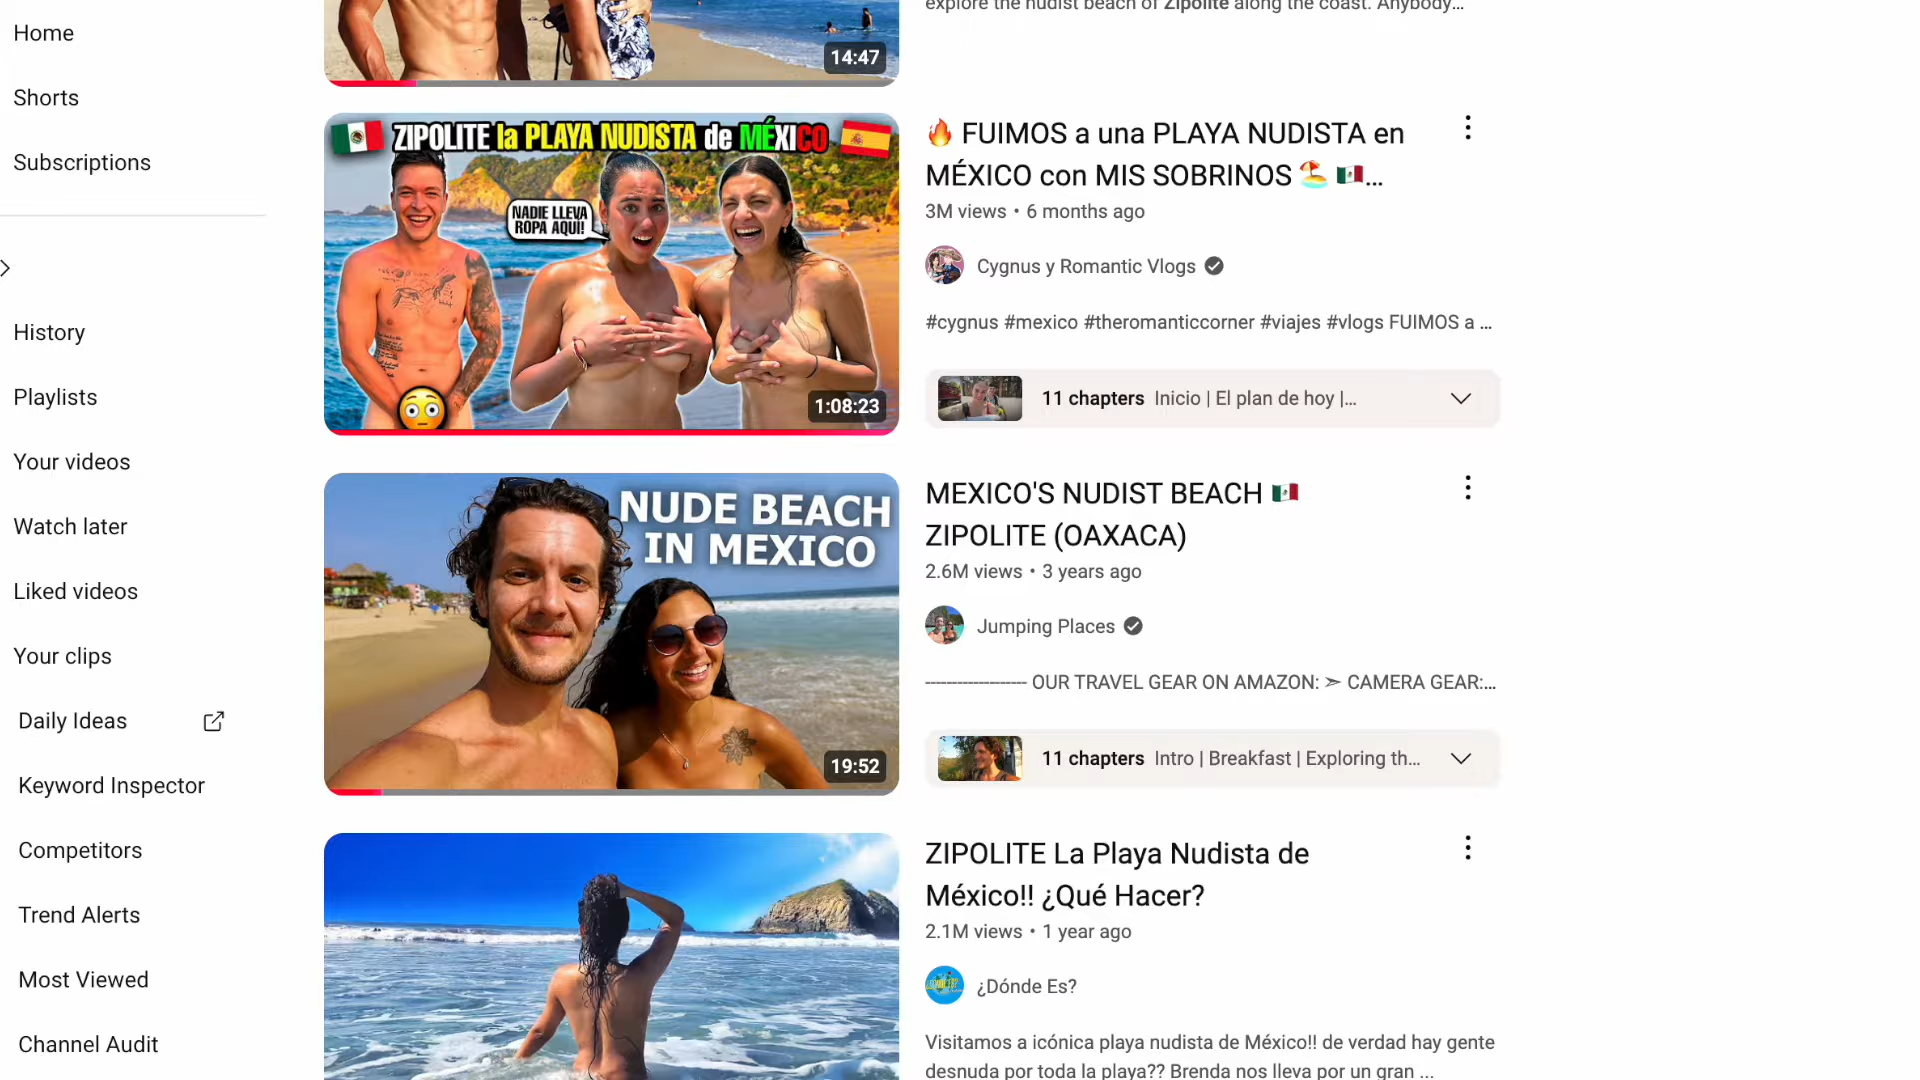 Home
Shorts
Subscriptions
History
Playlists
Your videos
Watch later
Liked videos
Your clips
Daily Ideas
Keyword Inspector
Competitors
Trend Alerts
Most Viewed
Channel Audit
explore the nudist beach of Zipolite along the coast. Anybody...
14:47
ZIPOLITE la PLAYA NUDISTA de MÉXICO
NADIE LLEVA
ROPA AQUI!
1:08:23
🔥 FUIMOS a una PLAYA NUDISTA en
MÉXICO con MIS SOBRINOS 🏖️ 🇲🇽...
3M views • 6 months ago
Cygnus y Romantic Vlogs
#cygnus #mexico #theromanticcorner #viajes #vlogs FUIMOS a ...
11 chapters Inicio | El plan de hoy |...
NUDE BEACH
IN MEXICO
19:52
MEXICO'S NUDIST BEACH 🇲🇽
ZIPOLITE (OAXACA)
2.6M views • 3 years ago
Jumping Places
------------------- OUR TRAVEL GEAR ON AMAZON: ➣ CAMERA GEAR:...
11 chapters Intro | Breakfast | Exploring th...
ZIPOLITE La Playa Nudista de
México!! ¿Qué Hacer?
2.1M views • 1 year ago
¿Dónde Es?
Visitamos a icónica playa nudista de México!! de verdad hay gente
desnuda por toda la playa?? Brenda nos lleva por un gran ...